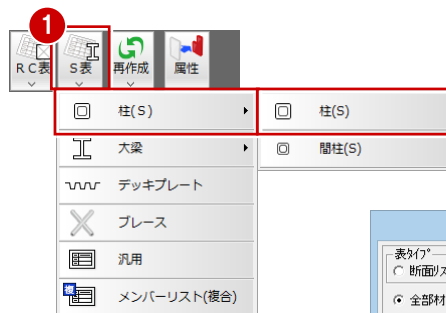 1
RC表 S表 再作成 属性
柱(S) 柱(S)
大梁 間柱(S)
デッキプレート
ブレース
汎用
複 メンバーリスト(複合)
表タイプ
断面リス
全部材